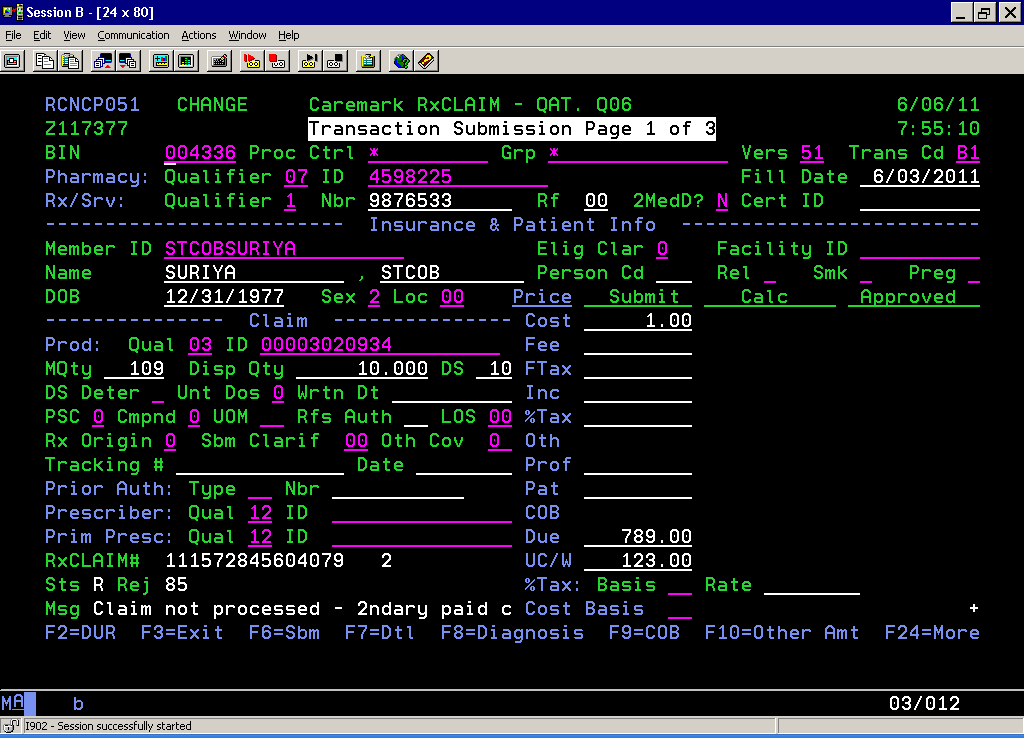 Session B - [24 x 80]
File Edit View Communication Actions Window Help
RCNCP051 CHANGE Caremark RxCLAIM - QAT. Q06 6/06/11
Z117377 Transaction Submission Page 1 of 3 7:55:10
BIN 004336 Proc Ctrl * Grp * Vers 51 Trans Cd B1
Pharmacy: Qualifier 07 ID 4598225 Fill Date 6/03/2011
Rx/Srv: Qualifier 1 Nbr 9876533 Rf 00 2MedD? N Cert ID
------------------------- Insurance & Patient Info -------------------------
Member ID STCOBSURIYA Elig Clar 0 Facility ID
Name SURIYA , STCOB Person Cd Rel Smk Preg
DOB 12/31/1977 Sex 2 Loc 00 Price Submit Calc Approved
--------------- Claim --------------- Cost 1.00
Prod: Qual 03 ID 00003020934 Fee
MQty 109 Disp Qty 10.000 DS 10 FTax
DS Deter Unt Dos 0 Wrtn Dt Inc
PSC 0 Cmpnd 0 UOM Rfs Auth LOS 00 %Tax
Rx Origin 0 Sbm Clarif 00 Oth Cov 0 Oth
Tracking # Date Prof
Prior Auth: Type Nbr Pat
Prescriber: Qual 12 ID COB
Prim Presc: Qual 12 ID Due 789.00
RxCLAIM# 111572845604079 2 UC/W 123.00
Sts R Rej 85 %Tax: Basis Rate
Msg Claim not processed - 2ndary paid c Cost Basis +
F2=DUR F3=Exit F6=Sbm F7=Dtl F8=Diagnosis F9=COB F10=Other Amt F24=More
MA b 03/012
I902 - Session successfully started